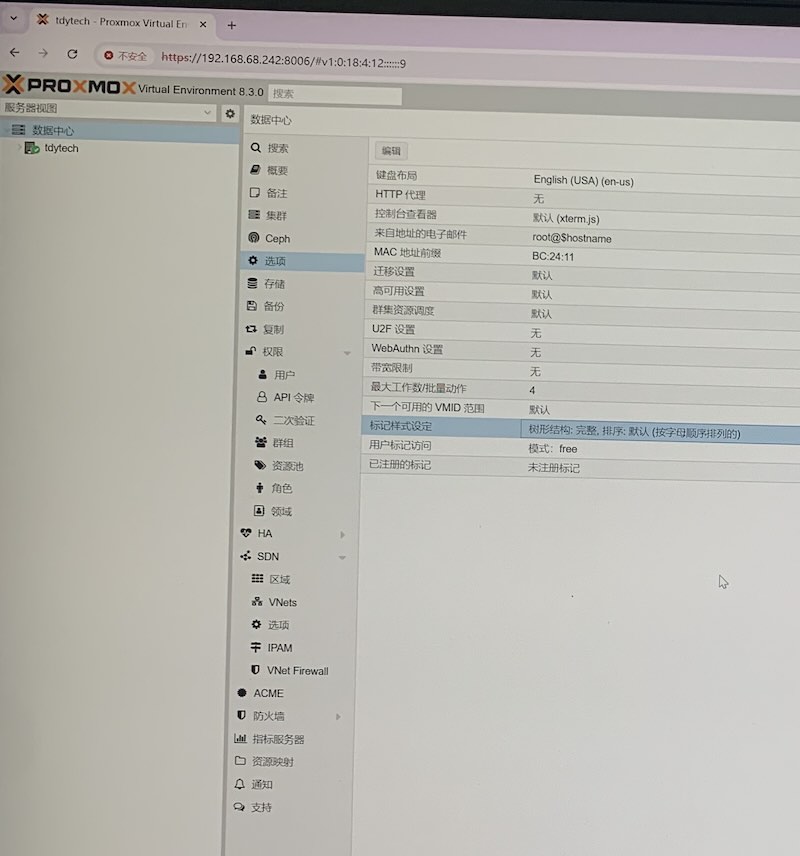 tdytech - Proxmox Virtual En
不安全 https://192.168.68.242:8006/#v1:0:18:4:12::::::9
PROXMOX Virtual Environment 8.3.0 搜索
服务器视图
数据中心
tdytech
数据中心
搜索
概要
备注
集群
Ceph
选项
存储
备份
复制
权限
用户
API 令牌
二次验证
群组
资源池
角色
领域
HA
SDN
区域
VNets
选项
IPAM
VNet Firewall
ACME
防火墙
指标服务器
资源映射
通知
支持
编辑
键盘布局 English (USA) (en-us)
HTTP 代理 无
控制台查看器 默认 (xterm.js)
来自地址的电子邮件 root@$hostname
MAC 地址前缀 BC:24:11
迁移设置 默认
高可用设置 默认
群集资源调度 默认
U2F 设置 无
WebAuthn 设置 无
带宽限制 无
最大工作数/批量动作 4
下一个可用的 VMID 范围 默认
标记样式设定 树形结构: 完整, 排序: 默认 (按字母顺序排列的)
用户标记访问 模式: free
已注册的标记 未注册标记